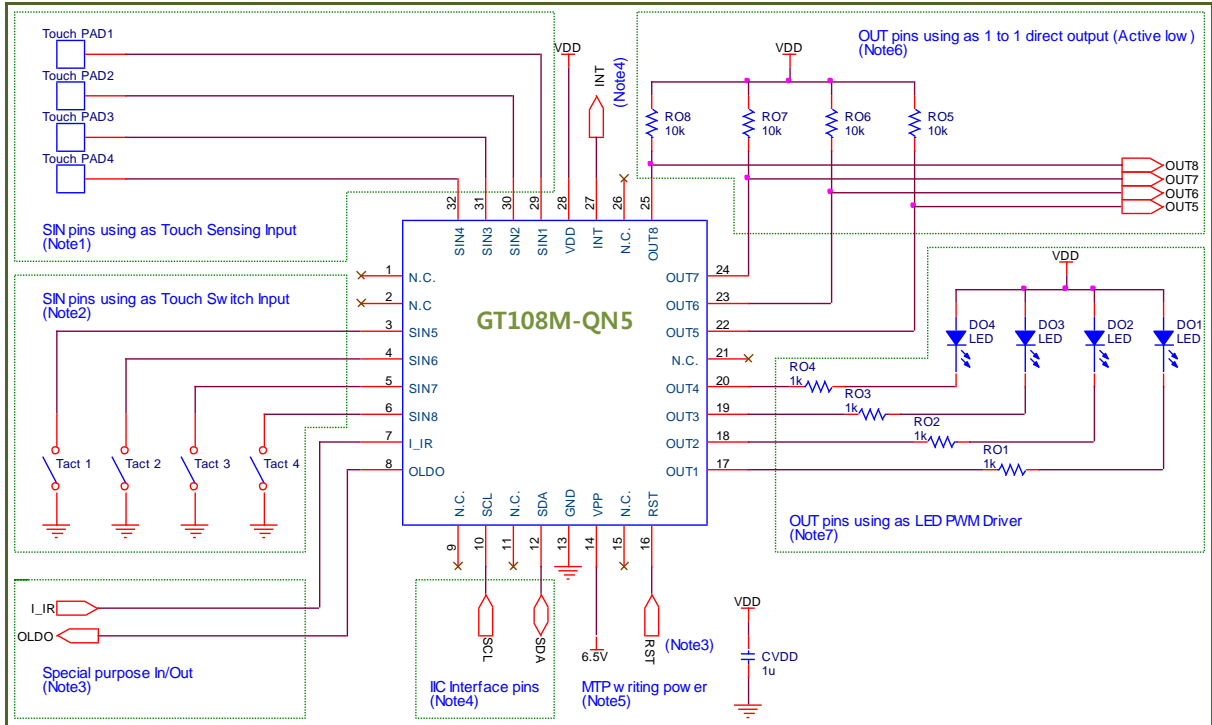 Touch PAD1
Touch PAD2
Touch PAD3
Touch PAD4
SIN pins using as Touch Sensing Input
(Note1)
VDD
INT
(Note4)
OUT pins using as 1 to 1 direct output (Active low)
(Note6)
VDD
RO8
10k
RO7
10k
RO6
10k
RO5
10k
OUT8
OUT7
OUT6
OUT5
32
31
30
29
28
27
26
25
SIN4
SIN3
SIN2
SIN1
VDD
INT
N.C.
OUT8
SIN pins using as Touch Switch Input
(Note2)
1
N.C.
2
N.C
3
SIN5
4
SIN6
5
SIN7
6
SIN8
7
I_IR
8
OLDO
GT108M-QN5
OUT7
24
OUT6
23
OUT5
22
N.C.
21
OUT4
20
OUT3
19
OUT2
18
OUT1
17
VDD
DO4
LED
DO3
LED
DO2
LED
DO1
LED
RO4
1k
RO3
1k
RO2
1k
RO1
1k
OUT pins using as LED PWM Driver
(Note7)
Tact 1
Tact 2
Tact 3
Tact 4
N.C.
SCL
N.C.
SDA
GND
VPP
N.C.
RST
9
10
11
12
13
14
15
16
I_IR
OLDO
Special purpose In/Out
(Note3)
SCL
SDA
IIC Interface pins
(Note4)
6.5V
MTP writing power
(Note5)
RST
(Note3)
VDD
CVDD
1u